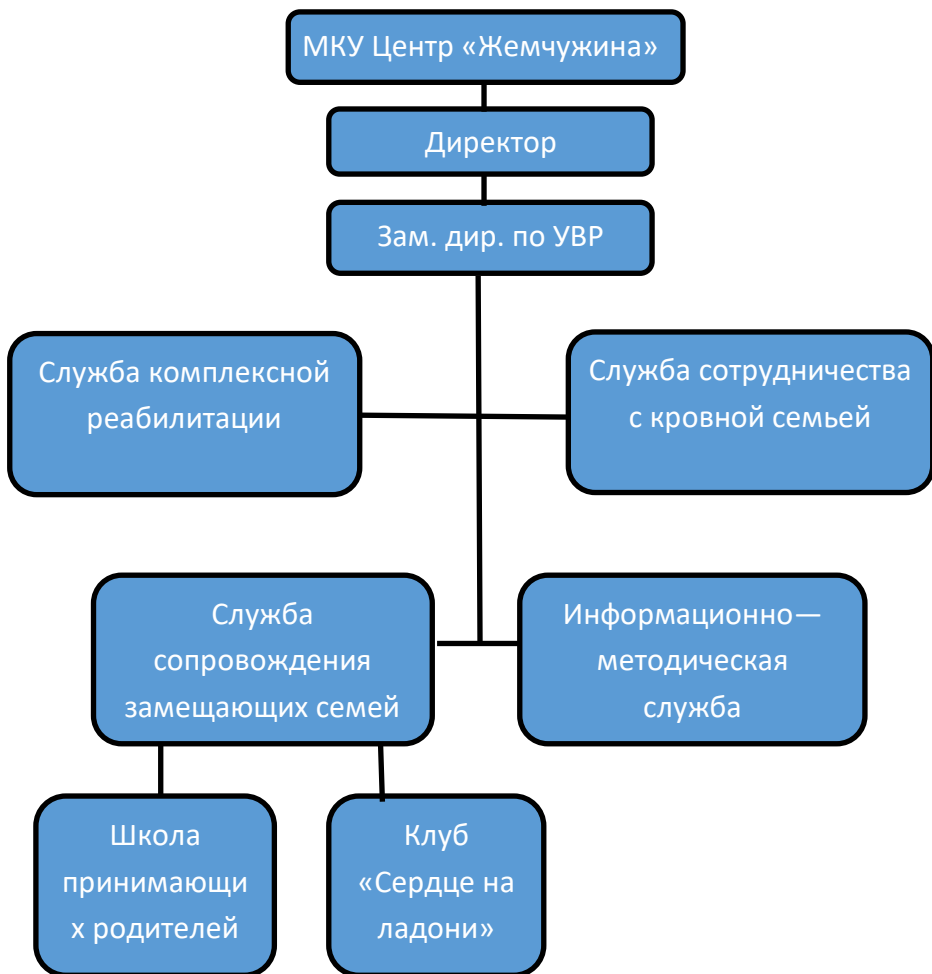 МКУ Центр «Жемчужина»
Директор
Зам. дир. по УВР
Служба комплексной
реабилитации
Служба сотрудничества
с кровной семьей
Служба
сопровождения
замещающих семей
Информационно—
методическая
служба
Школа
принимающи
х родителей
Клуб
«Сердце на
ладони»